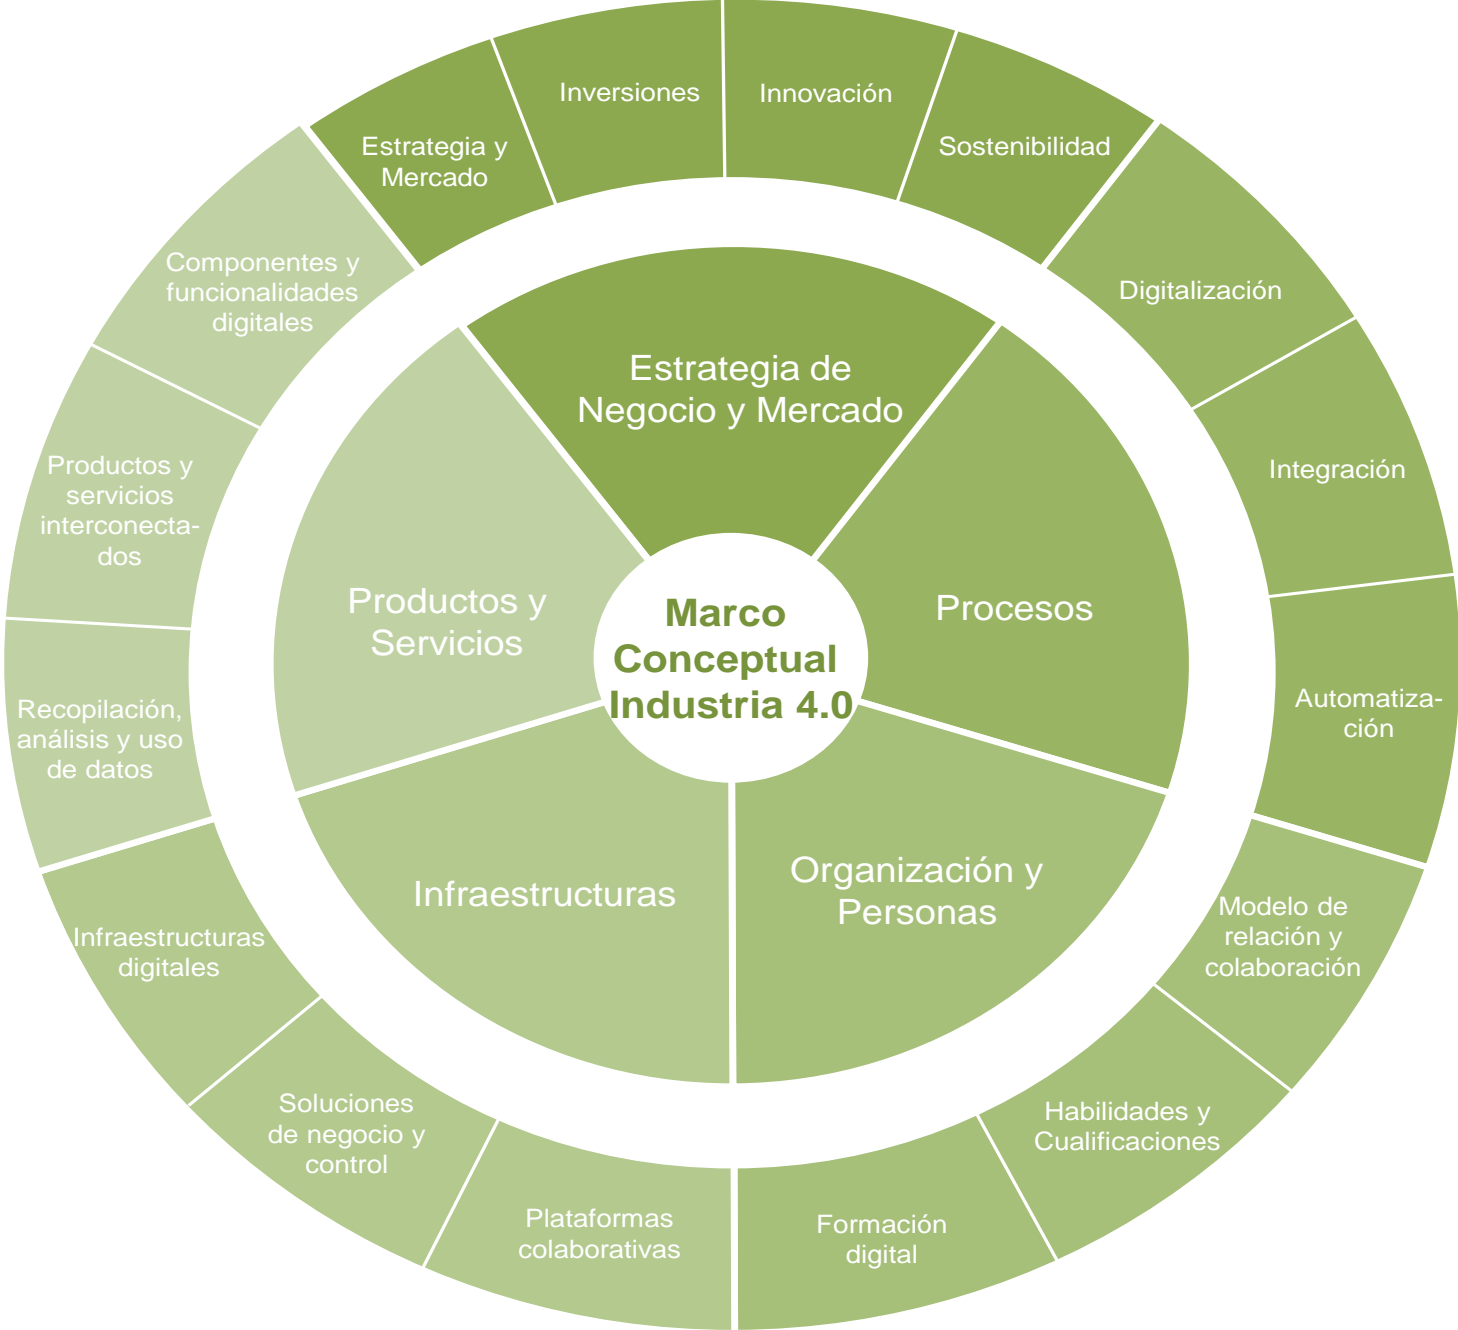 Inversiones
Innovación
Estrategia y
Mercado
Sostenibilidad
Componentes y
funcionalidades
digitales
Digitalización
Estrategia de
Negocio y Mercado
Productos y
servicios
interconecta-
dos
Integración
Productos y
Servicios
Marco
Conceptual
Industria 4.0
Procesos
Recopilación,
análisis y uso
de datos
Automatiza-
ción
Infraestructuras
Organización y
Personas
Infraestructuras
digitales
Modelo de
relación y
colaboración
Soluciones
de negocio y
control
Habilidades y
Cualificaciones
Plataformas
colaborativas
Formación
digital